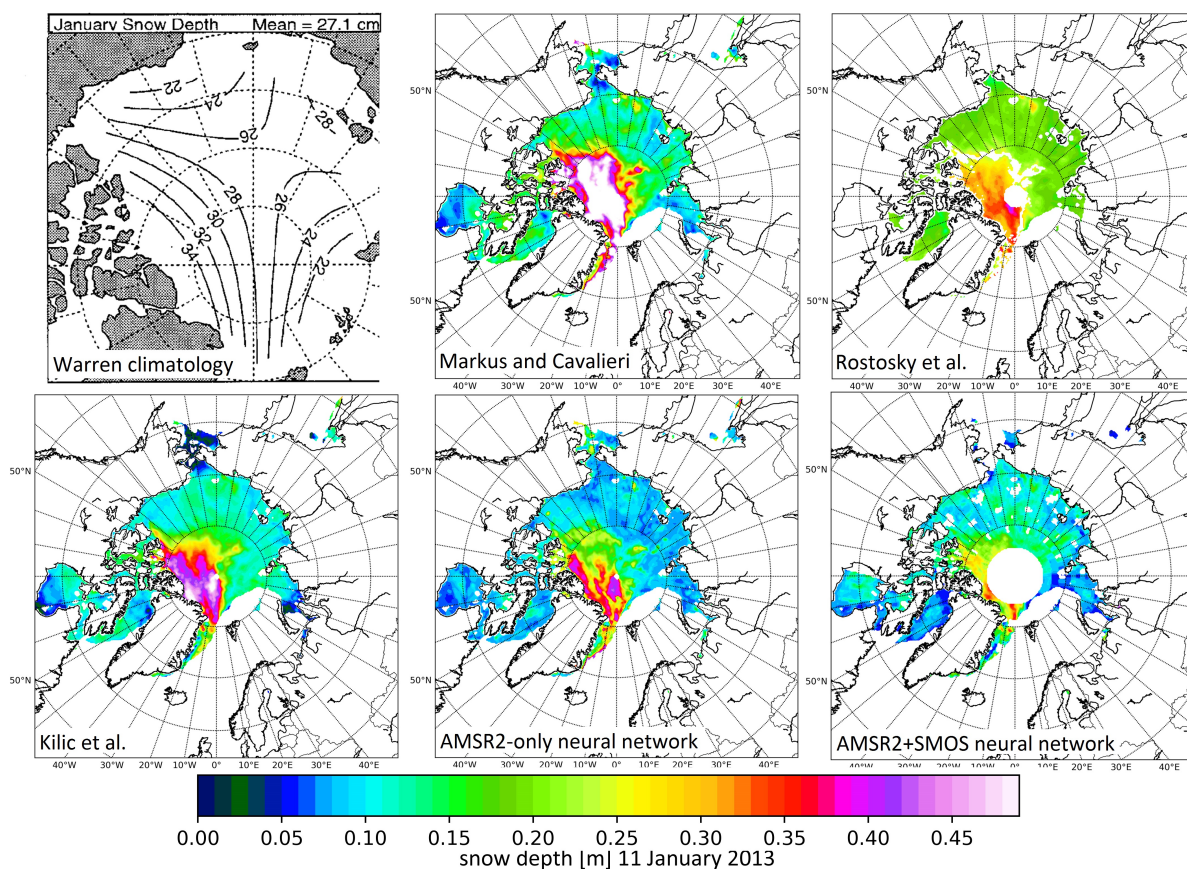 January Snow Depth Mean = 27.1 cm
22
24
26
28
28
30
32
34
26
24
22
Warren climatology
50°N
50°N
40°W 30°W 20°W 10°W 0° 10°E 20°E 30°E 40°E
Markus and Cavalieri
50°N
50°N
40°W 30°W 20°W 10°W 0° 10°E 20°E 30°E 40°E
Rostosky et al.
50°N
50°N
40°W 30°W 20°W 10°W 0° 10°E 20°E 30°E 40°E
Kilic et al.
50°N
50°N
40°W 30°W 20°W 10°W 0° 10°E 20°E 30°E 40°E
AMSR2-only neural network
50°N
50°N
40°W 30°W 20°W 10°W 0° 10°E 20°E 30°E 40°E
AMSR2+SMOS neural network
0.00 0.05 0.10 0.15 0.20 0.25 0.30 0.35 0.40 0.45
snow depth [m] 11 January 2013